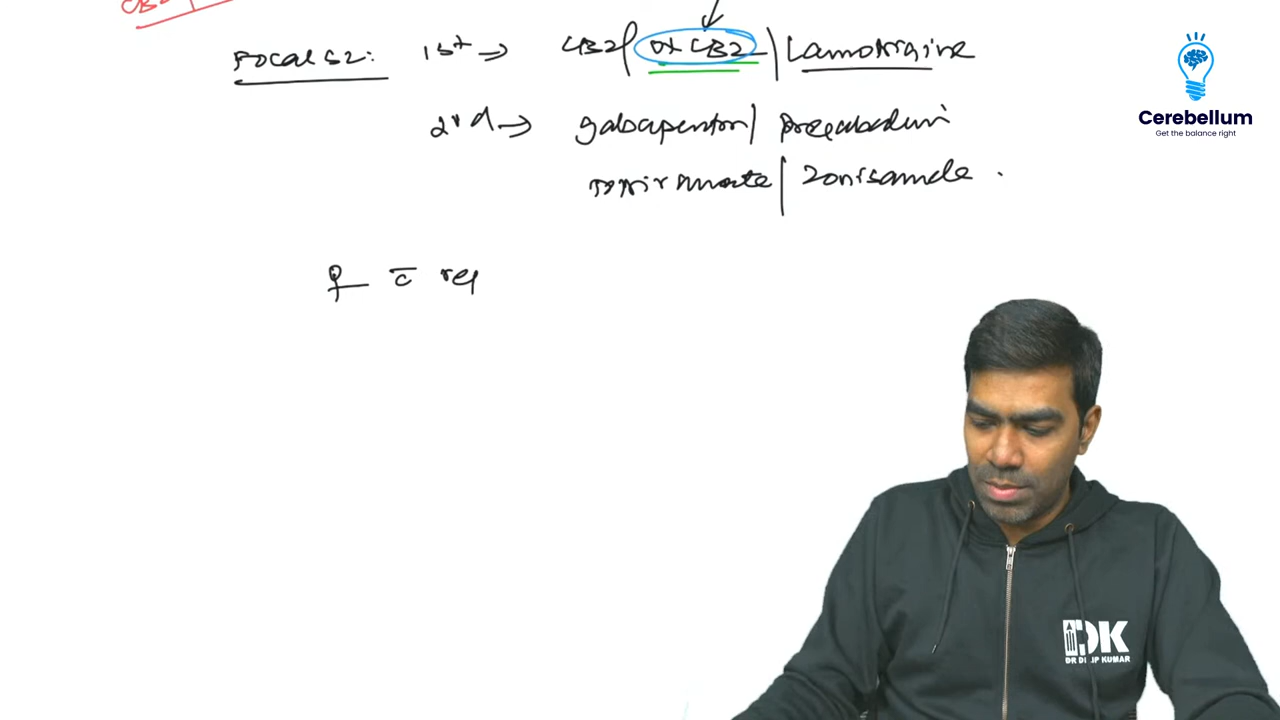 CBZ
Focal SZ: 1st → CBZ / OXCBZ / Lamotrigine
2nd → gabapentin / pregabalin
topiramate / Zonisamide .
♀ c̄ rep
Cerebellum
Get the balance right
DK
DR DILIP KUMAR